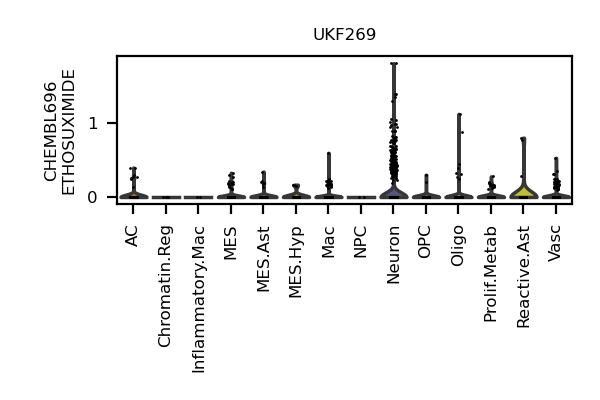 UKF269
CHEMBL696
ETHOSUXIMIDE
1
0
AC
Chromatin.Reg
Inflammatory.Mac
MES
MES.Ast
MES.Hyp
Mac
NPC
Neuron
OPC
Oligo
Prolif.Metab
Reactive.Ast
Vasc